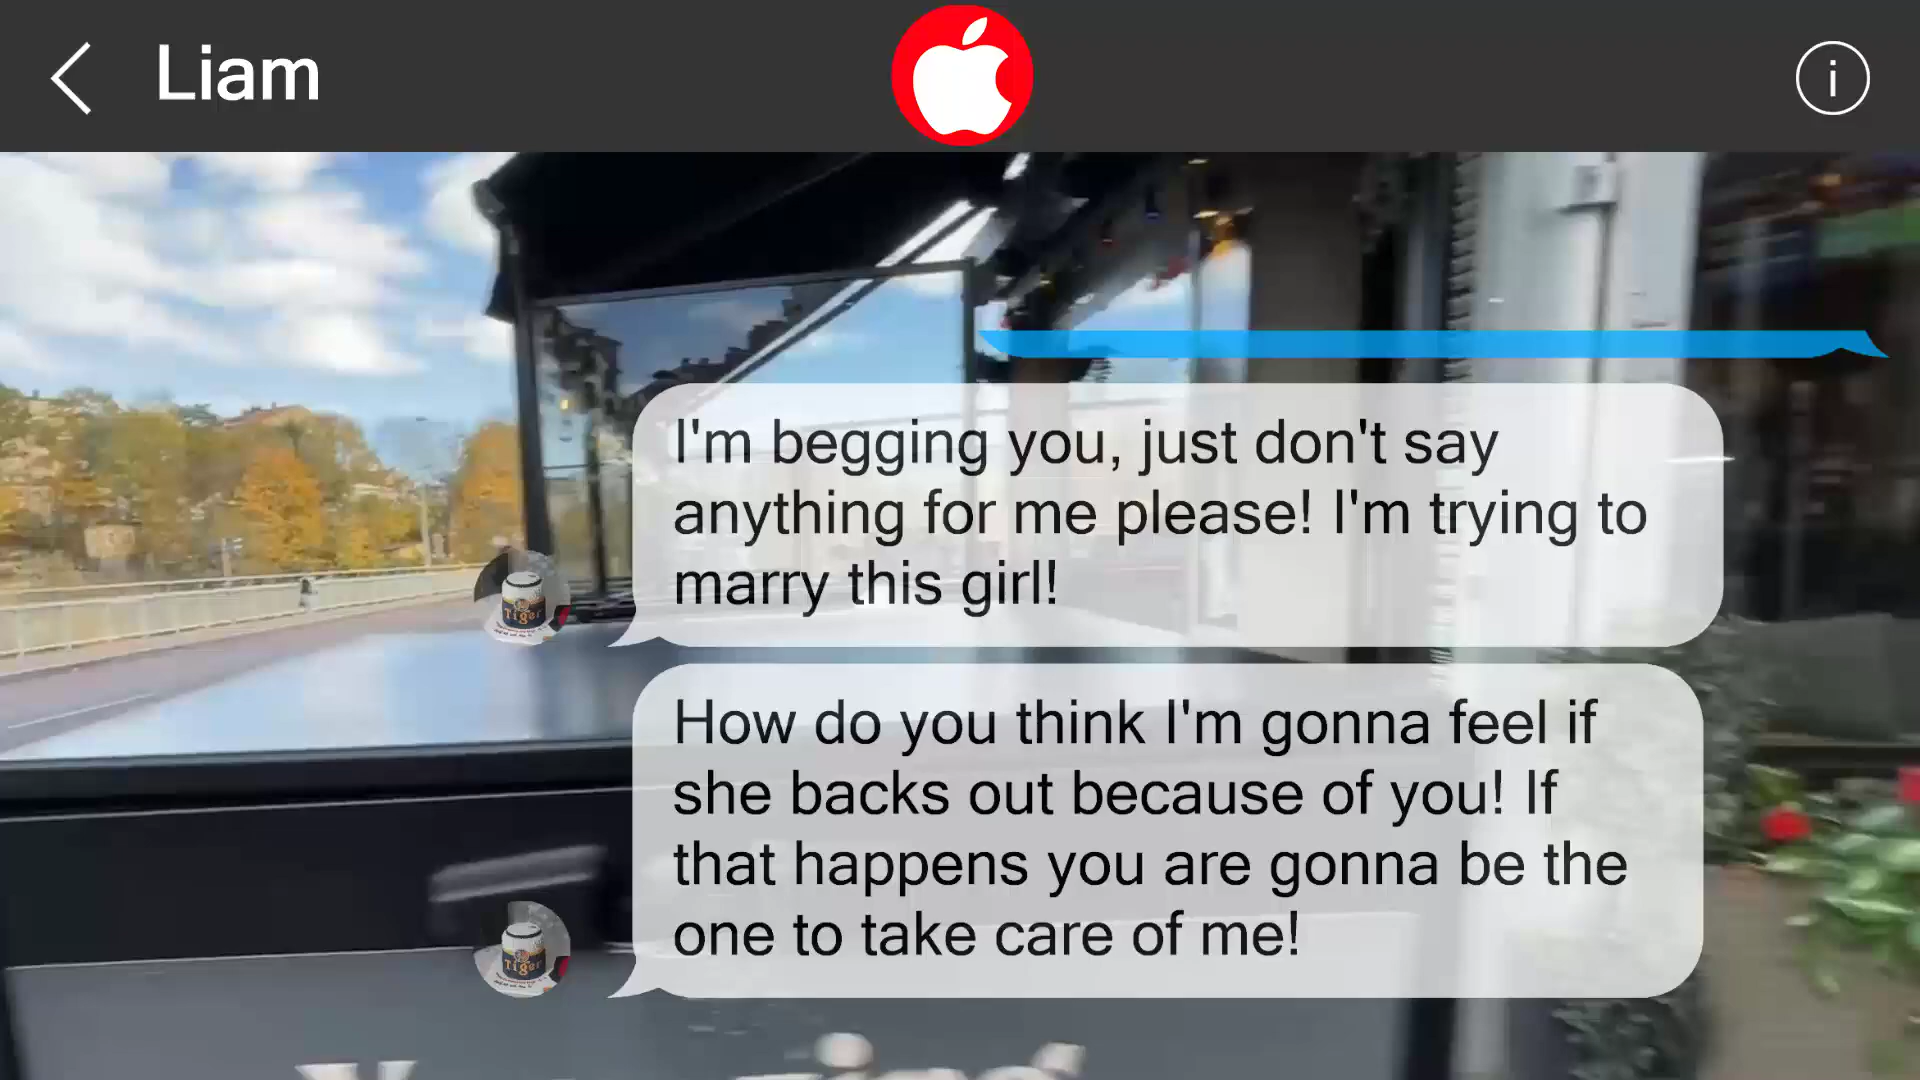 Liam
I'm begging you, just don't say
anything for me please! I'm trying to
marry this girl!
Tiger
How do you think I'm gonna feel if
she backs out because of you! If
that happens you are gonna be the
one to take care of me!
Tiger